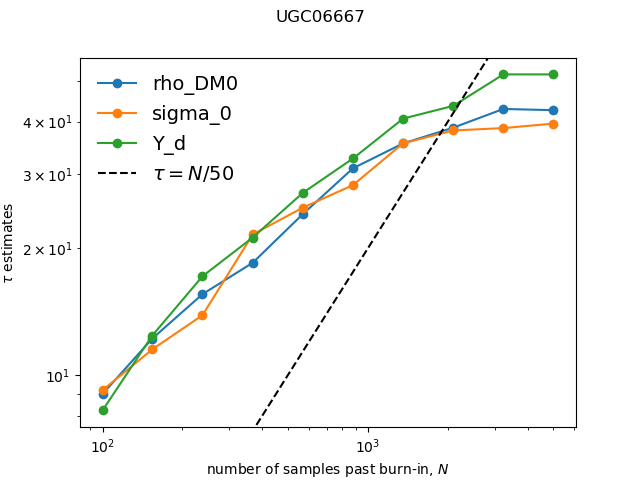 UGC06667
rho_DM0
sigma_0
Y_d
τ = N/50
4 × 10¹
3 × 10¹
2 × 10¹
10¹
τ estimates
10² 10³
number of samples past burn-in, N